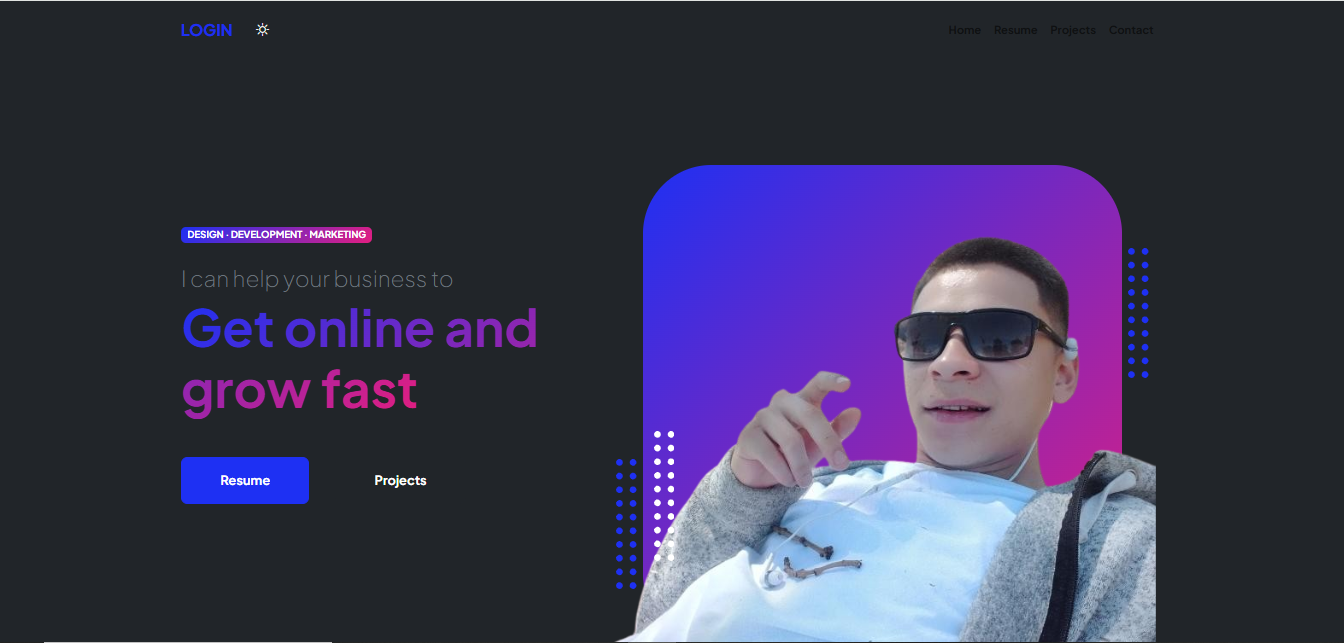 LOGIN
Home Resume Projects Contact
DESIGN · DEVELOPMENT · MARKETING
I can help your business to
Get online and
grow fast
Resume Projects